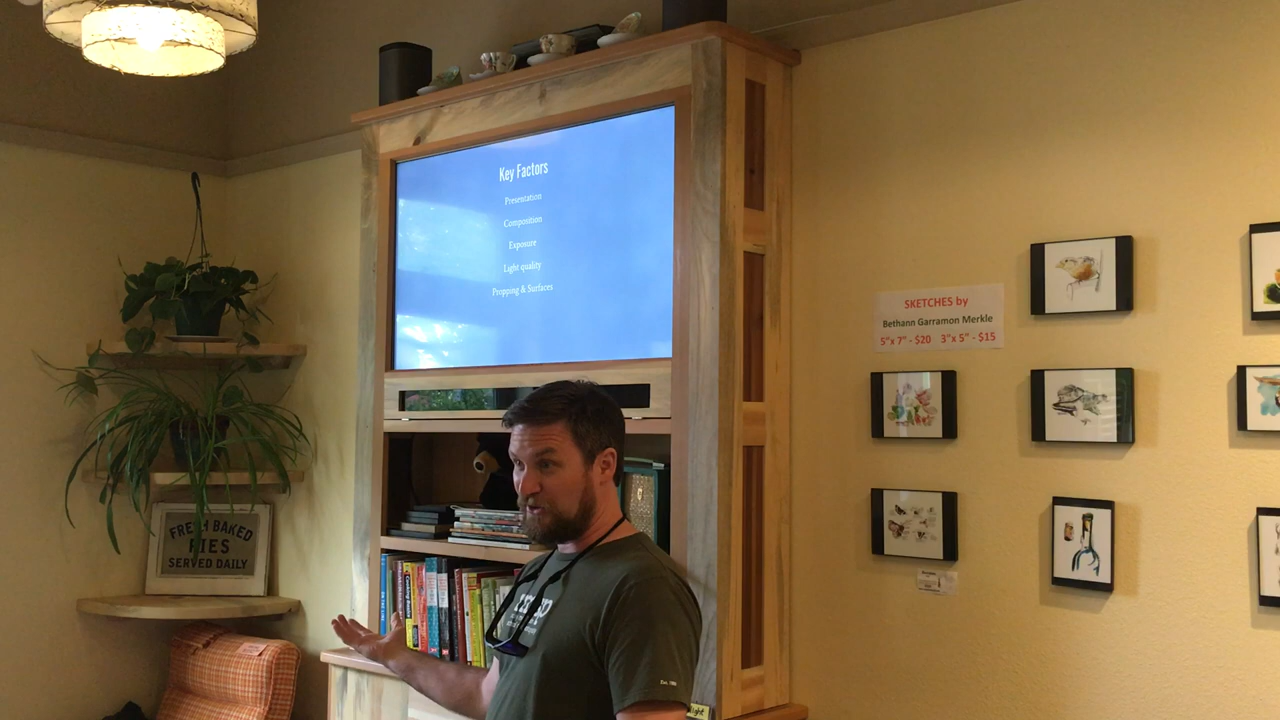 Key Factors
Presentation
Composition
Exposure
Light quality
Propping & Surfaces
SKETCHES by
Bethann Garramon Merkle
5"x 7" - $20 3"x 5" - $15
FRESH BAKED
PIES
SERVED DAILY